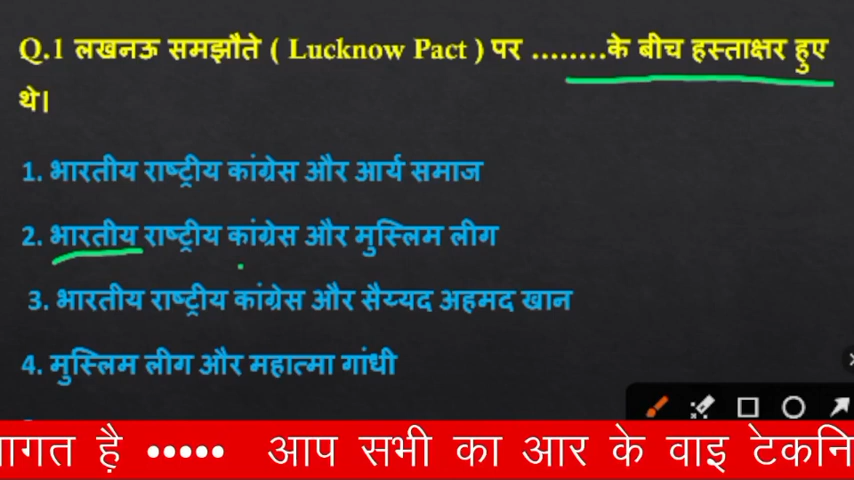 Q.1 लखनऊ समझौते ( Lucknow Pact ) पर ........के बीच हस्ताक्षर हुए
थे।
1. भारतीय राष्ट्रीय कांग्रेस और आर्य समाज
2. भारतीय राष्ट्रीय कांग्रेस और मुस्लिम लीग
3. भारतीय राष्ट्रीय कांग्रेस और सैय्यद अहमद खान
4. मुस्लिम लीग और महात्मा गांधी
है ••••• आप सभी का आर के वाइ